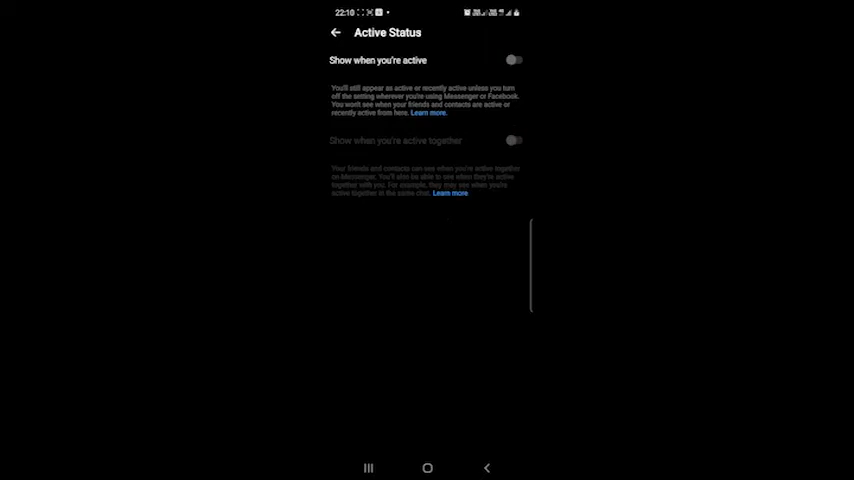 22:10
Active Status
Show when you're active
You'll still appear as active or recently active unless you turn
off the setting wherever you're using Messenger or Facebook.
You won't see when your friends and contacts are active or
recently active from here. Learn more.
Show when you're active together
Your friends and contacts can see when you're active together
on Messenger. You'll also be able to see when they're active
together with you. For example, they may see when you're
active together in the same chat. Learn more